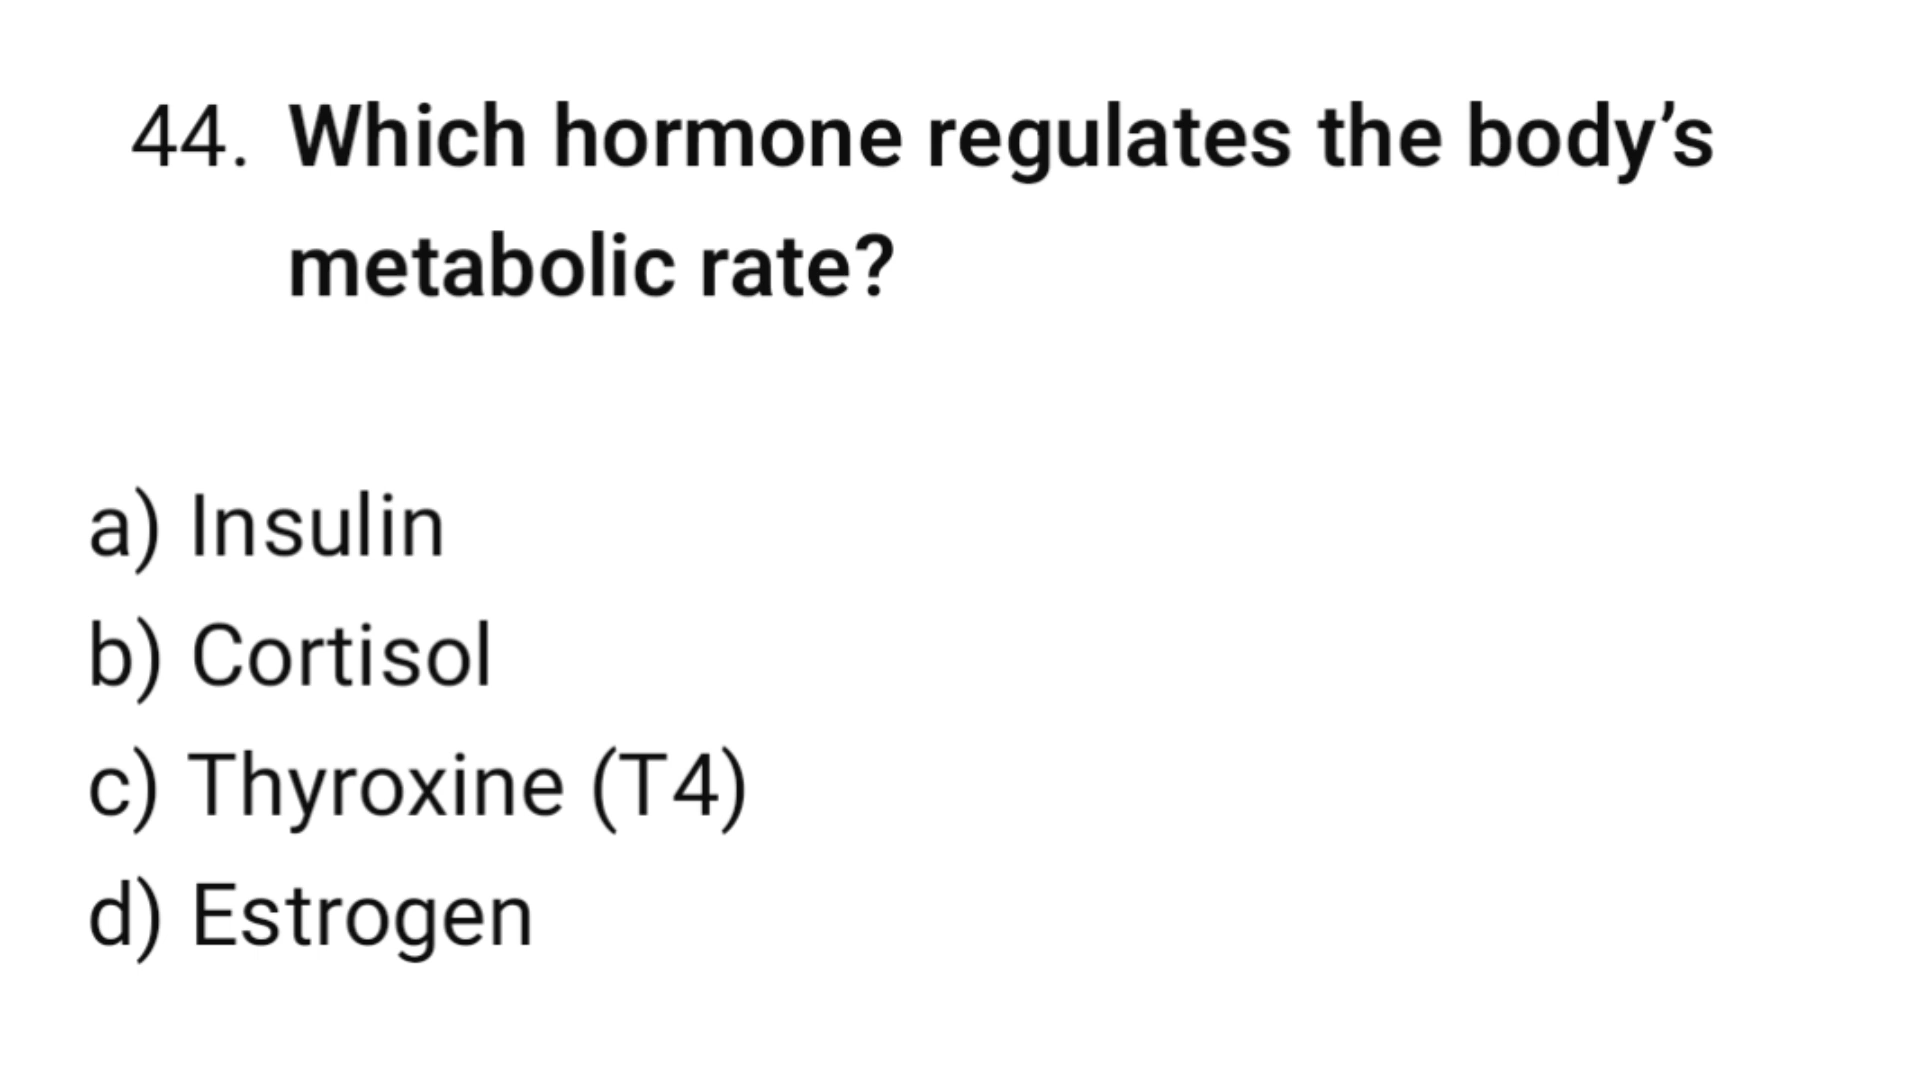 44. Which hormone regulates the body’s
metabolic rate?
a) Insulin
b) Cortisol
c) Thyroxine (T4)
d) Estrogen